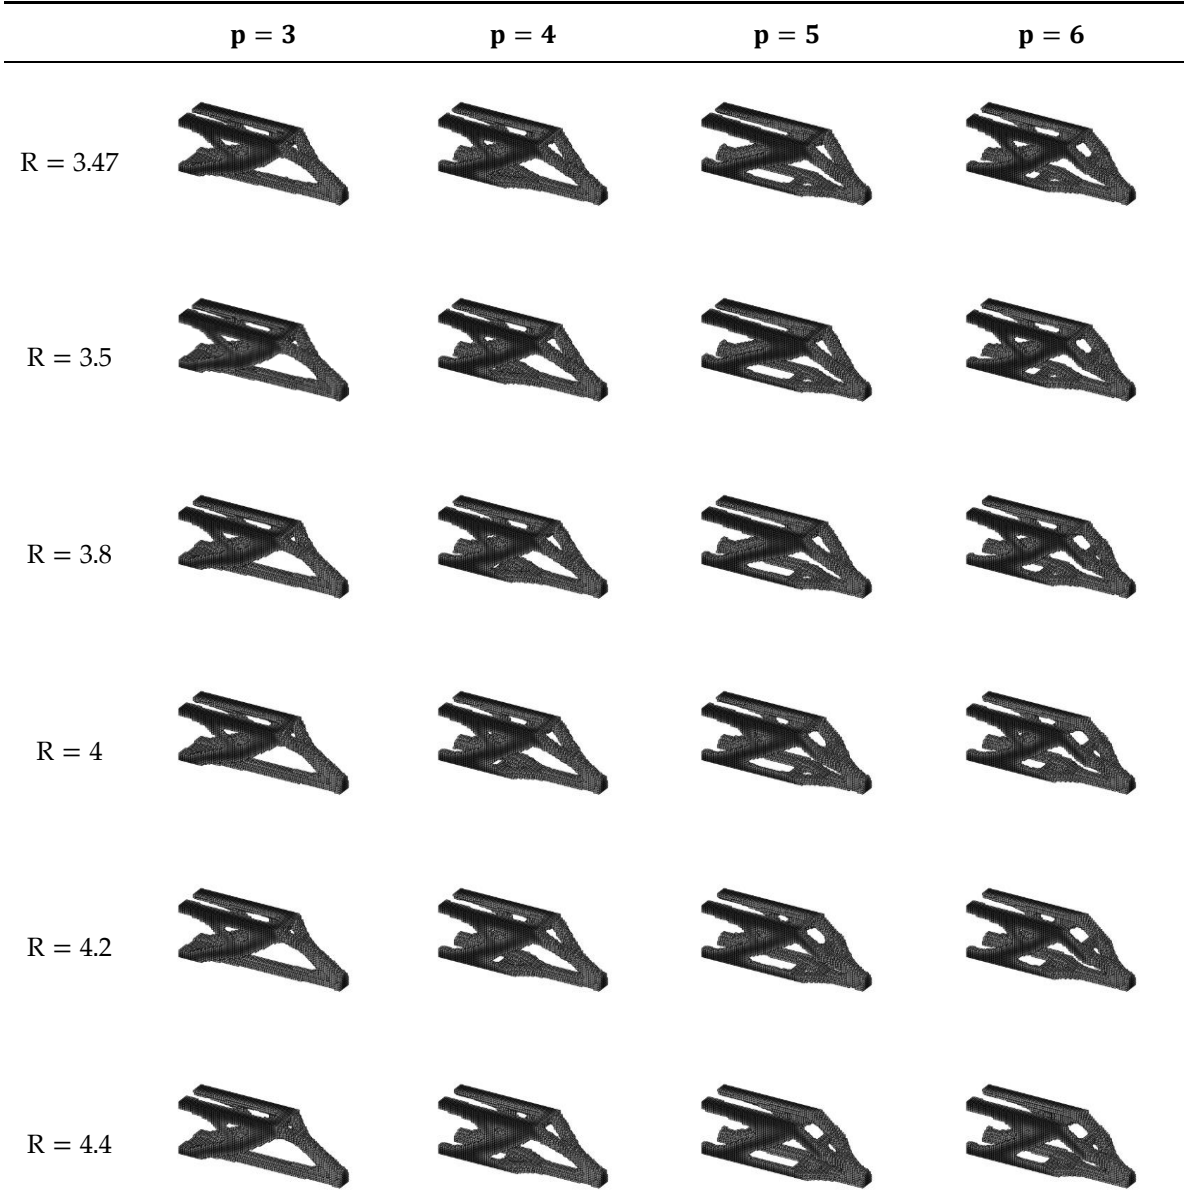 p = 3 p = 4 p = 5 p = 6
R = 3.47
R = 3.5
R = 3.8
R = 4
R = 4.2
R = 4.4